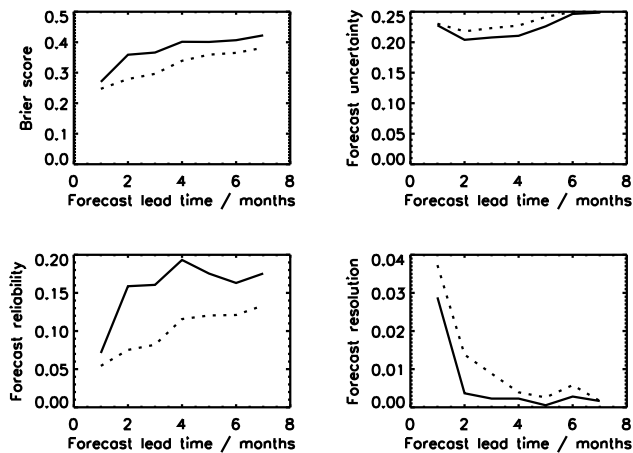 Brier score
0.5
0.4
0.3
0.2
0.1
0.0
0 2 4 6 8
Forecast lead time / months
Forecast uncertainty
0.25
0.20
0.15
0.10
0.05
0.00
0 2 4 6 8
Forecast lead time / months
Forecast reliability
0.20
0.15
0.10
0.05
0.00
0 2 4 6 8
Forecast lead time / months
Forecast resolution
0.04
0.03
0.02
0.01
0.00
0 2 4 6 8
Forecast lead time / months